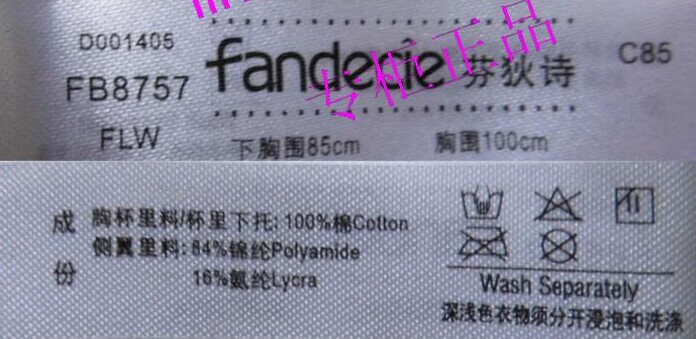 D001405
FB8757
FLW
fandecie 芬狄诗
专柜正品
C85
下胸围85cm
胸围100cm
成份
胸杯里料/杯里下托: 100%棉Cotton
侧翼里料: 84%锦纶Polyamide
16%氨纶Lycra
Wash Separately
深浅色衣物须分开浸泡和洗涤